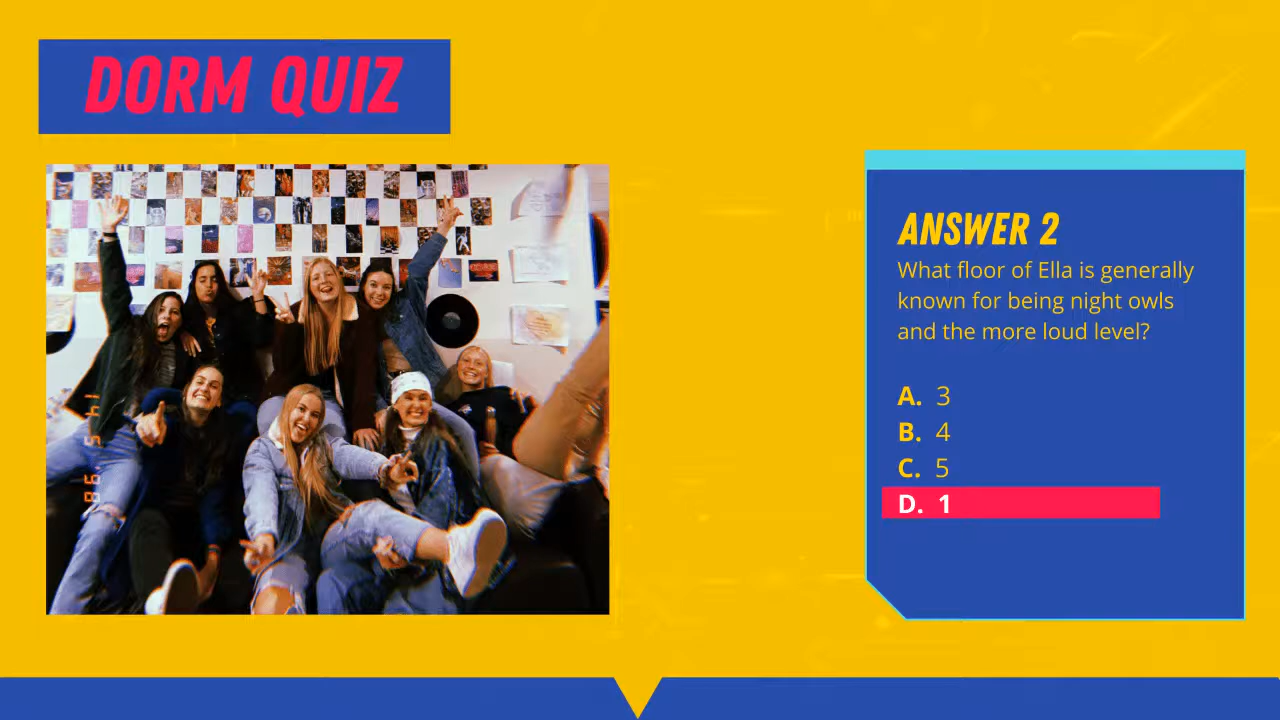 DORM QUIZ
ANSWER 2
What floor of Ella is generally
known for being night owls
and the more loud level?
A. 3
B. 4
C. 5
D. 1